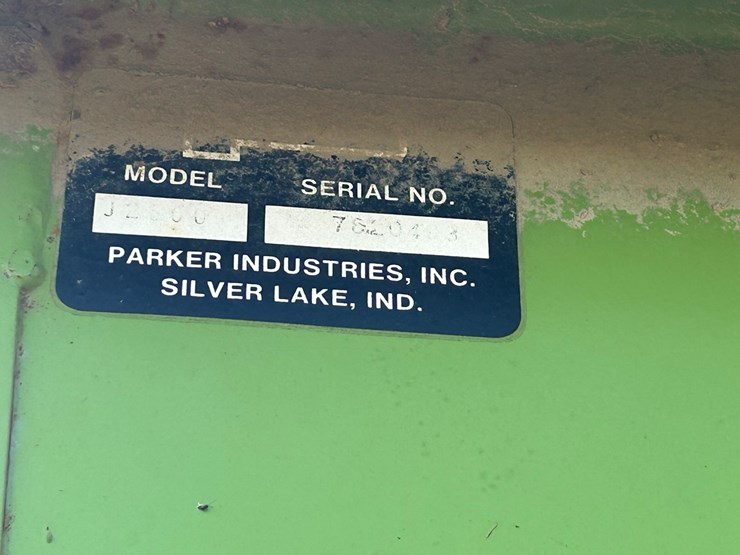 MODEL SERIAL NO.
PARKER INDUSTRIES, INC.
SILVER LAKE, IND.